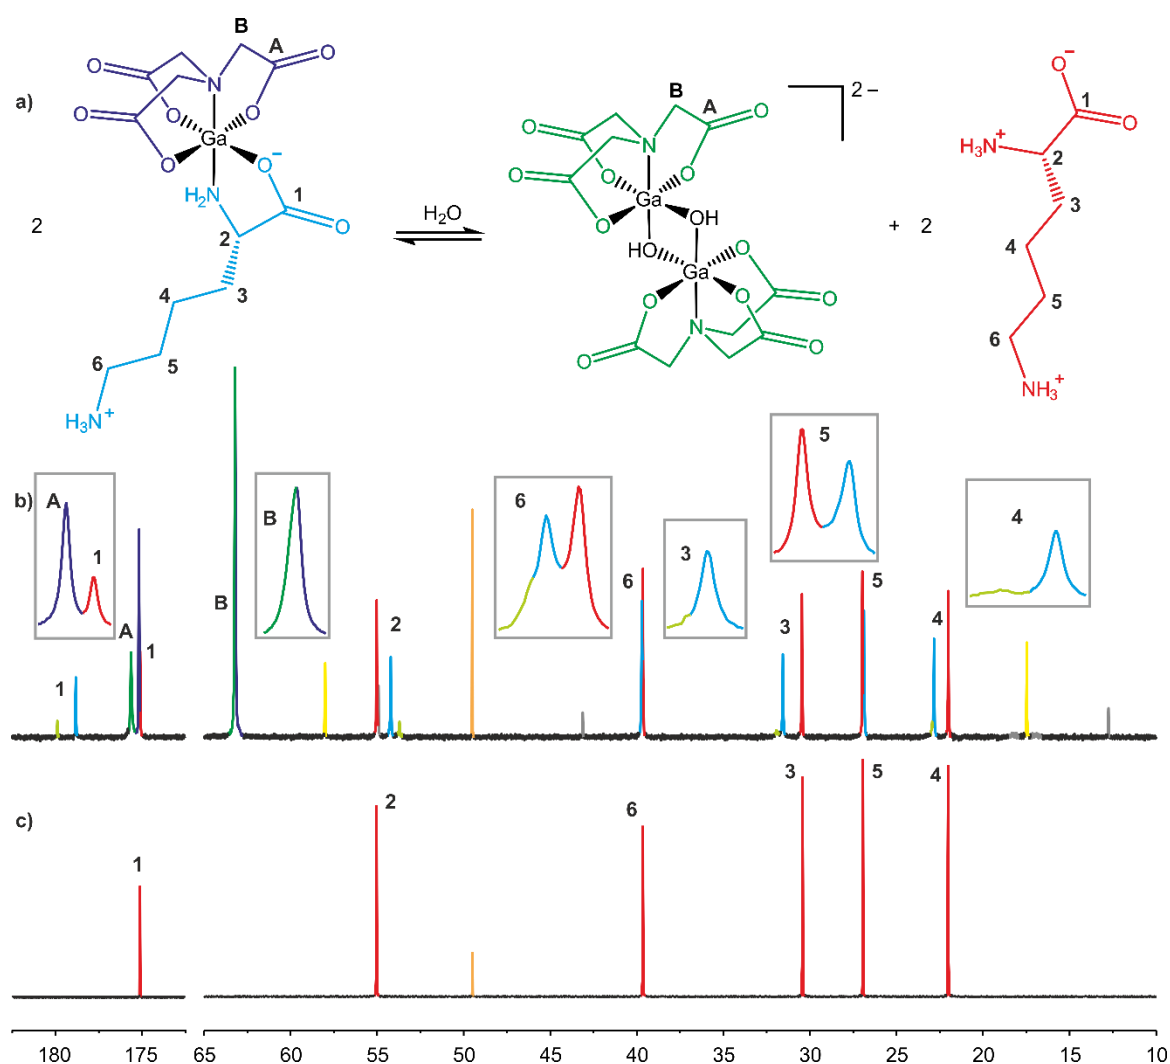 a)
2
O O O O O O
N
Ga
H₂N
O⁻
O
B
A
1
2
3
4
5
6
H₃N⁺
H₂O
2 –
B
A
O O O O O O
N
Ga
OH
HO
Ga
O O O O O O
N
+ 2
O⁻
O
1
H₃N⁺
2
3
4
5
6
NH₃⁺
b)
A
1
B
6
3
5
4
1
A
1
B
2
6
3
5
4
c)
1
2
6
3
5
4
180 175 65 60 55 50 45 40 35 30 25 20 15 10